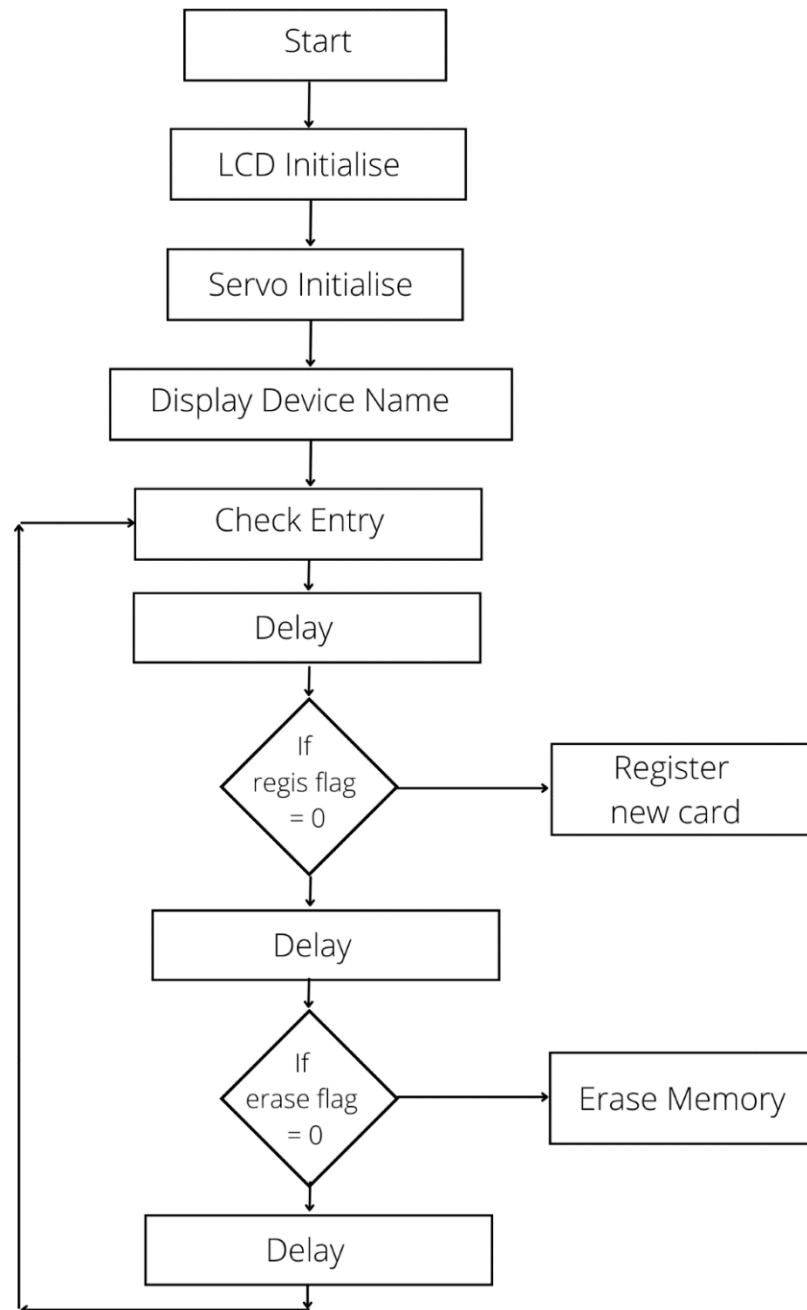 Start
LCD Initialise
Servo Initialise
Display Device Name
Check Entry
Delay
If
regis flag
= 0
Register
new card
Delay
If
erase flag
= 0
Erase Memory
Delay